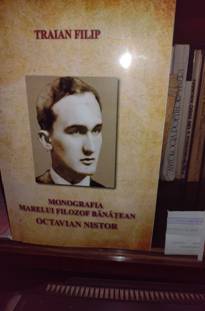 TRAIAN FILIP
MONOGRAFIA
MARELUI FILOZOF BĂNĂȚEAN
OCTAVIAN NISTOR